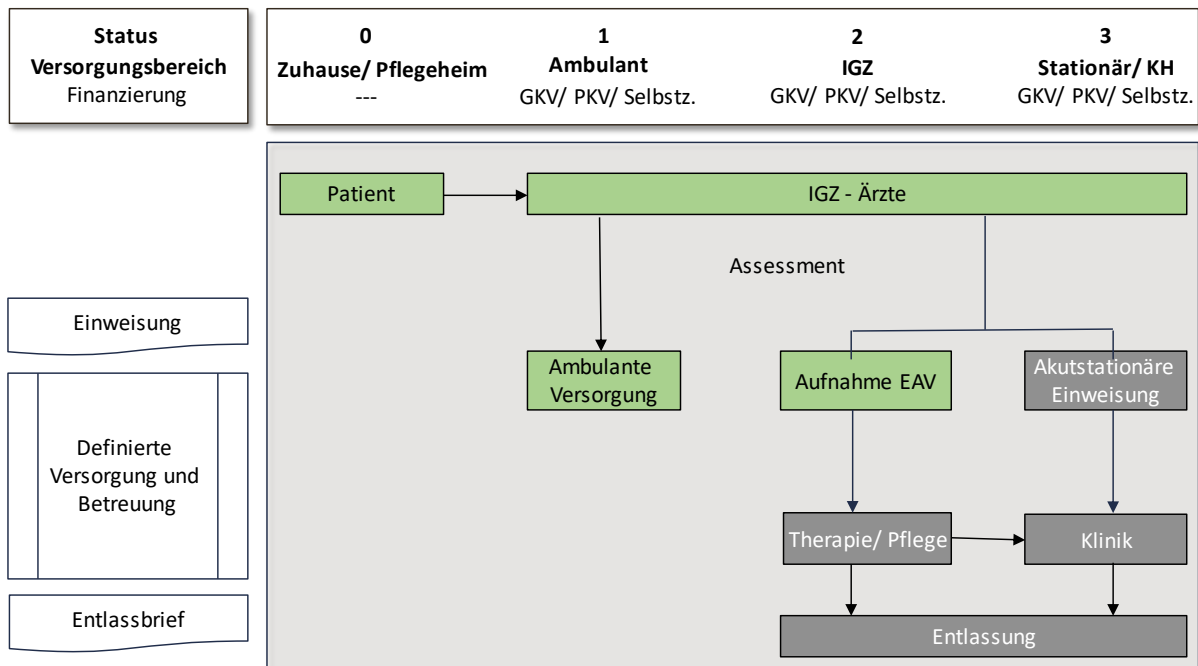 Status
Versorgungsbereich
Finanzierung
0
Zuhause/ Pflegeheim
---
1
Ambulant
GKV/ PKV/ Selbstz.
2
IGZ
GKV/ PKV/ Selbstz.
3
Stationär/ KH
GKV/ PKV/ Selbstz.
Patient
IGZ - Ärzte
Assessment
Einweisung
Ambulante
Versorgung
Aufnahme EAV
Akutstationäre
Einweisung
Definierte
Versorgung und
Betreuung
Therapie/ Pflege
Klinik
Entlassbrief
Entlassung